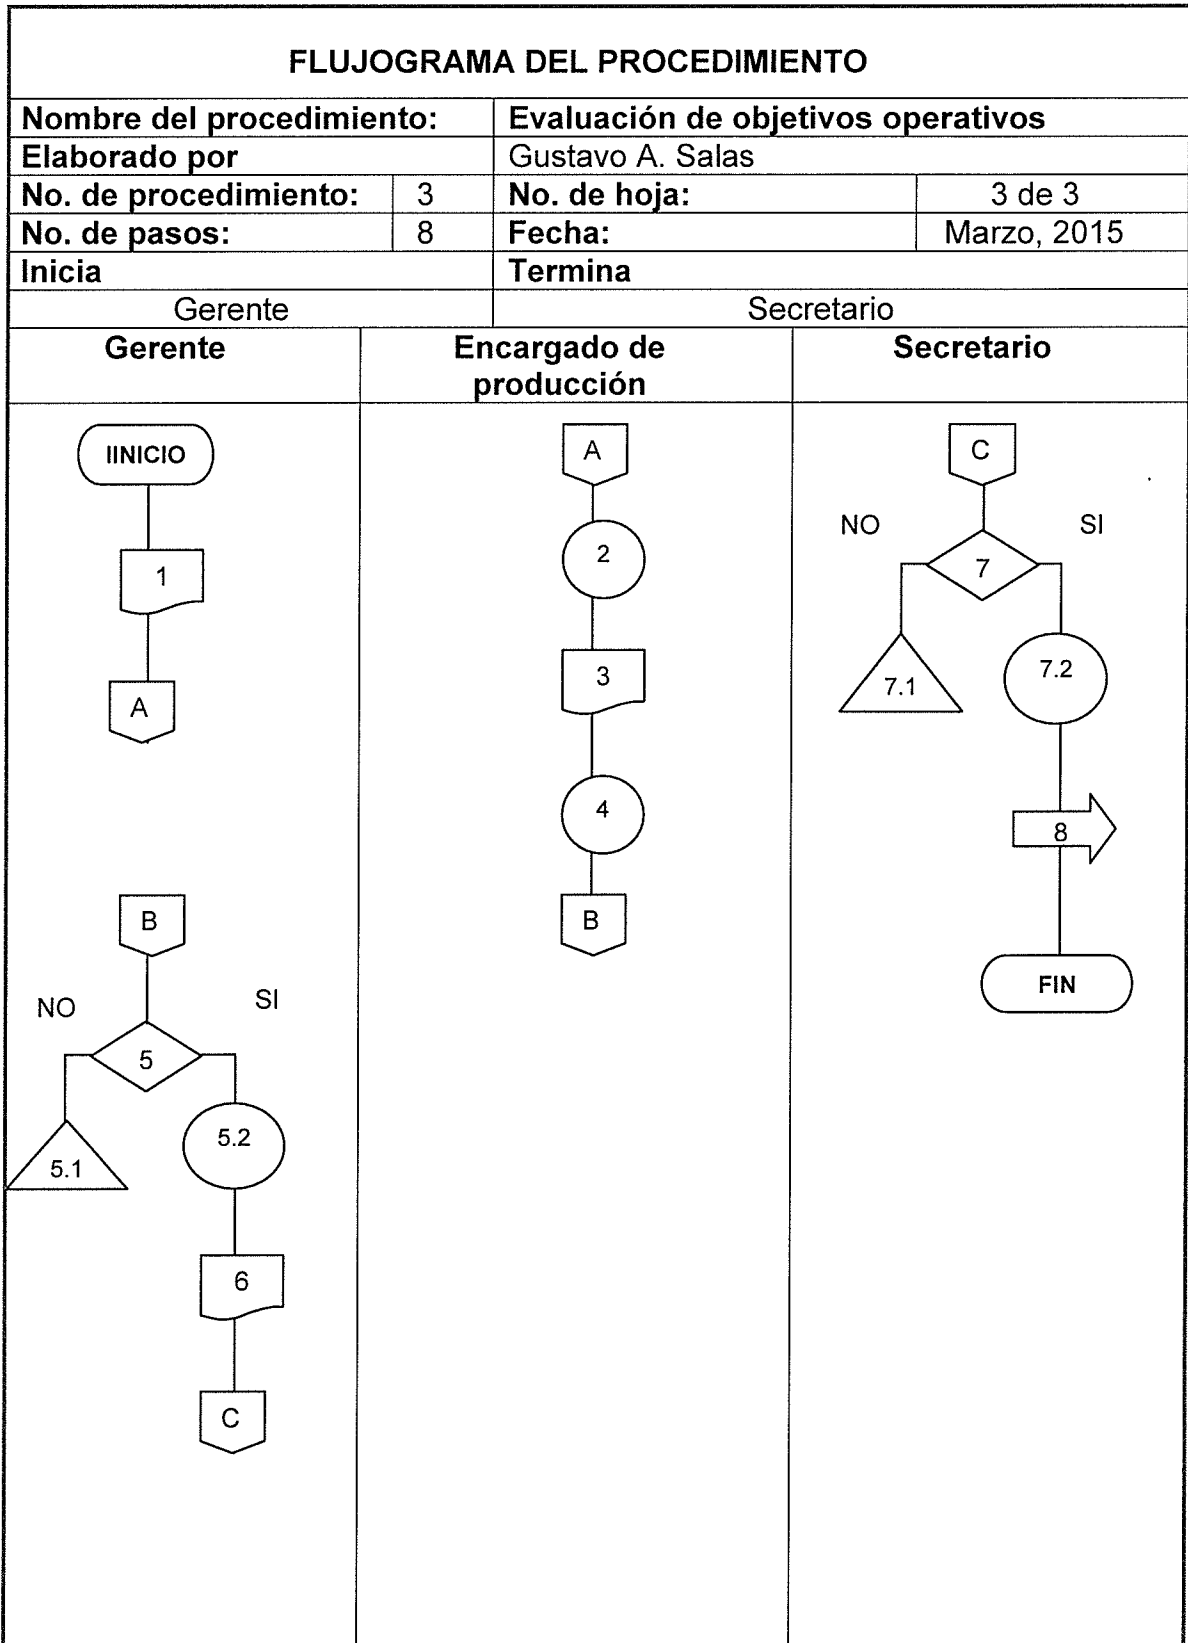 FLUJOGRAMA DEL PROCEDIMIENTO
Nombre del procedimiento: Evaluación de objetivos operativos
Elaborado por Gustavo A. Salas
No. de procedimiento: 3 No. de hoja: 3 de 3
No. de pasos: 8 Fecha: Marzo, 2015
Inicia Termina
Gerente Secretario
Gerente Encargado de producción Secretario
IINICIO
1
A
B
NO SI
5
5.1
5.2
6
C
A
2
3
4
B
C
NO SI
7
7.1
7.2
8
FIN